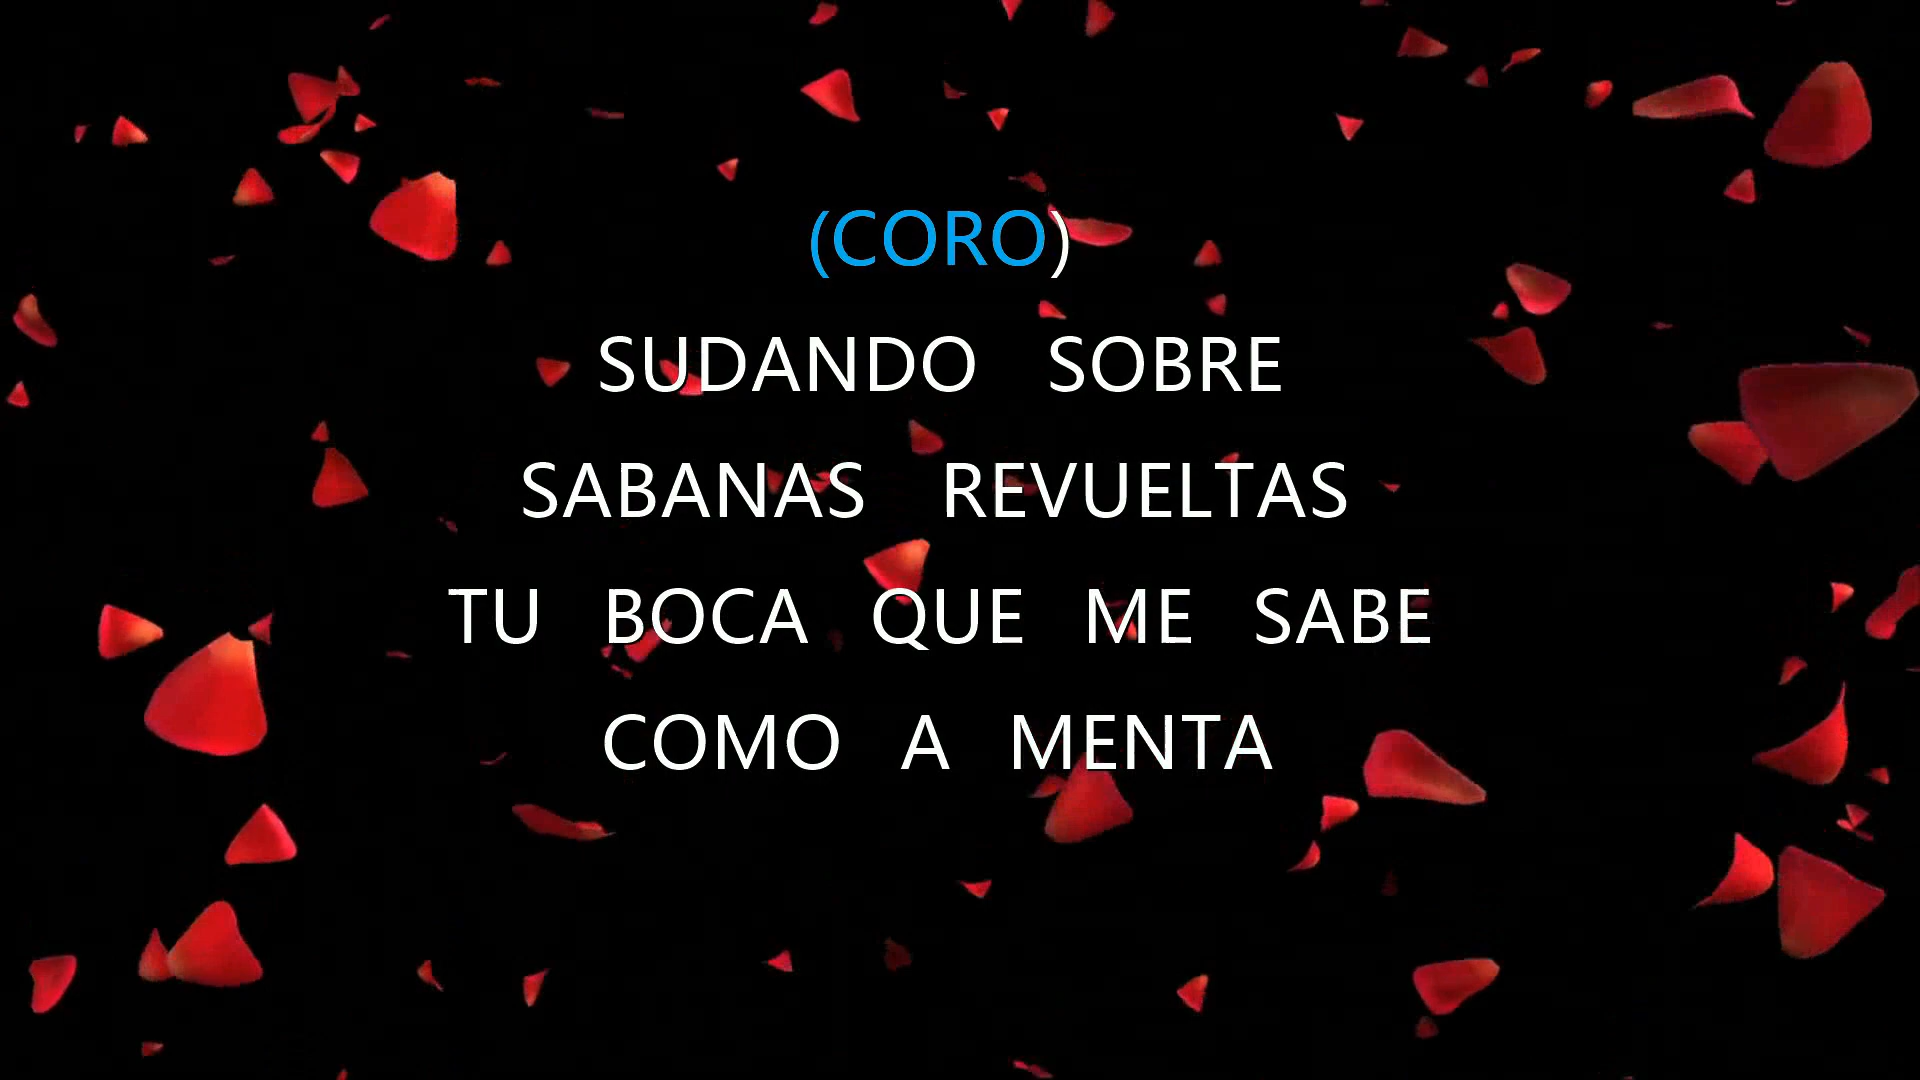 (CORO)
SUDANDO SOBRE
SABANAS REVUELTAS
TU BOCA QUE ME SABE
COMO A MENTA